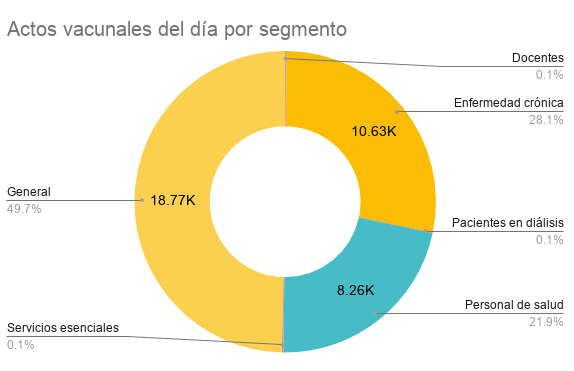 Actos vacunales del día por segmento
Docentes
0.1%
Enfermedad crónica
28.1%
10.63K
General
49.7%
18.77K
Pacientes en diálisis
0.1%
8.26K
Personal de salud
21.9%
Servicios esenciales
0.1%